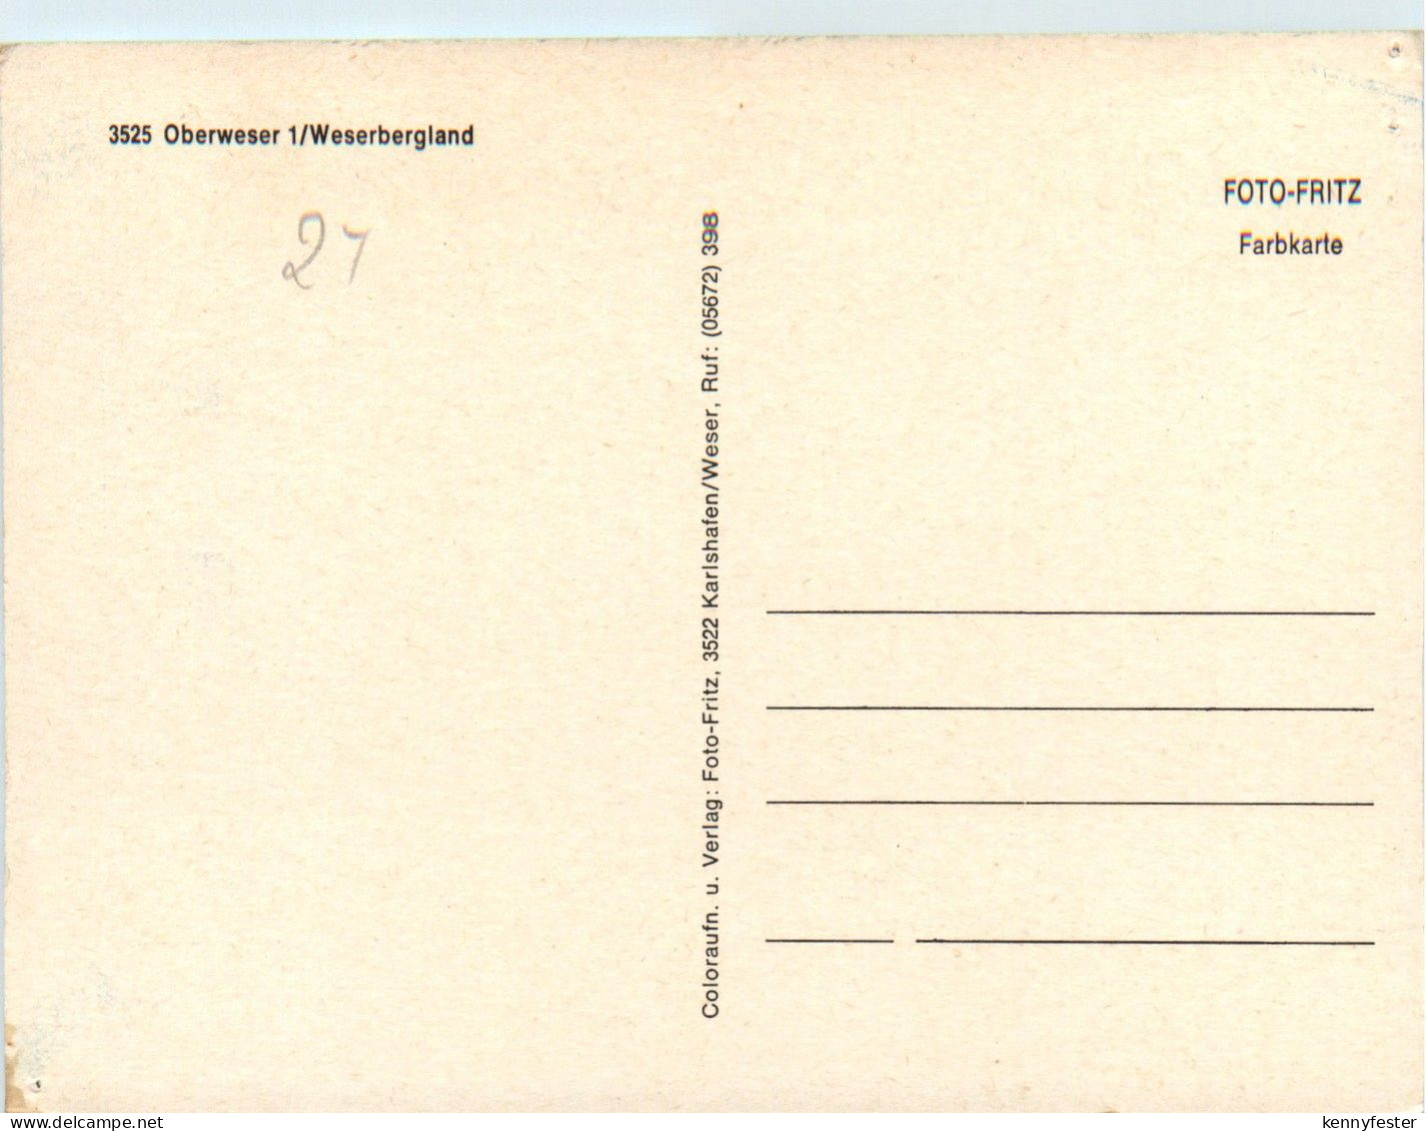 3525 Oberweser 1/Weserbergland
27
Coloraufn. u. Verlag: Foto-Fritz, 3522 Karlshafen/Weser, Ruf: (05672) 398
FOTO-FRITZ
Farbkarte
www.delcampe.net
kennyfester